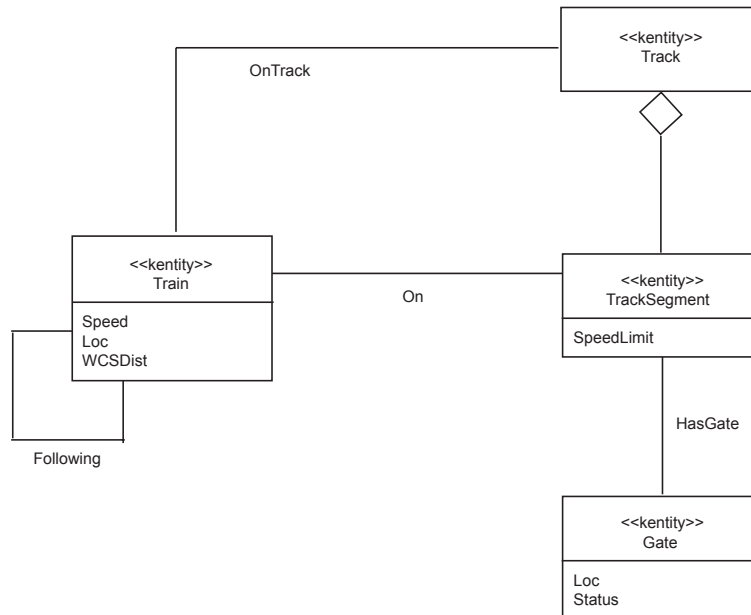 <<kentity>>
Track
OnTrack
<<kentity>>
Train
Speed
Loc
WCSDist
On
<<kentity>>
TrackSegment
SpeedLimit
HasGate
Following
<<kentity>>
Gate
Loc
Status